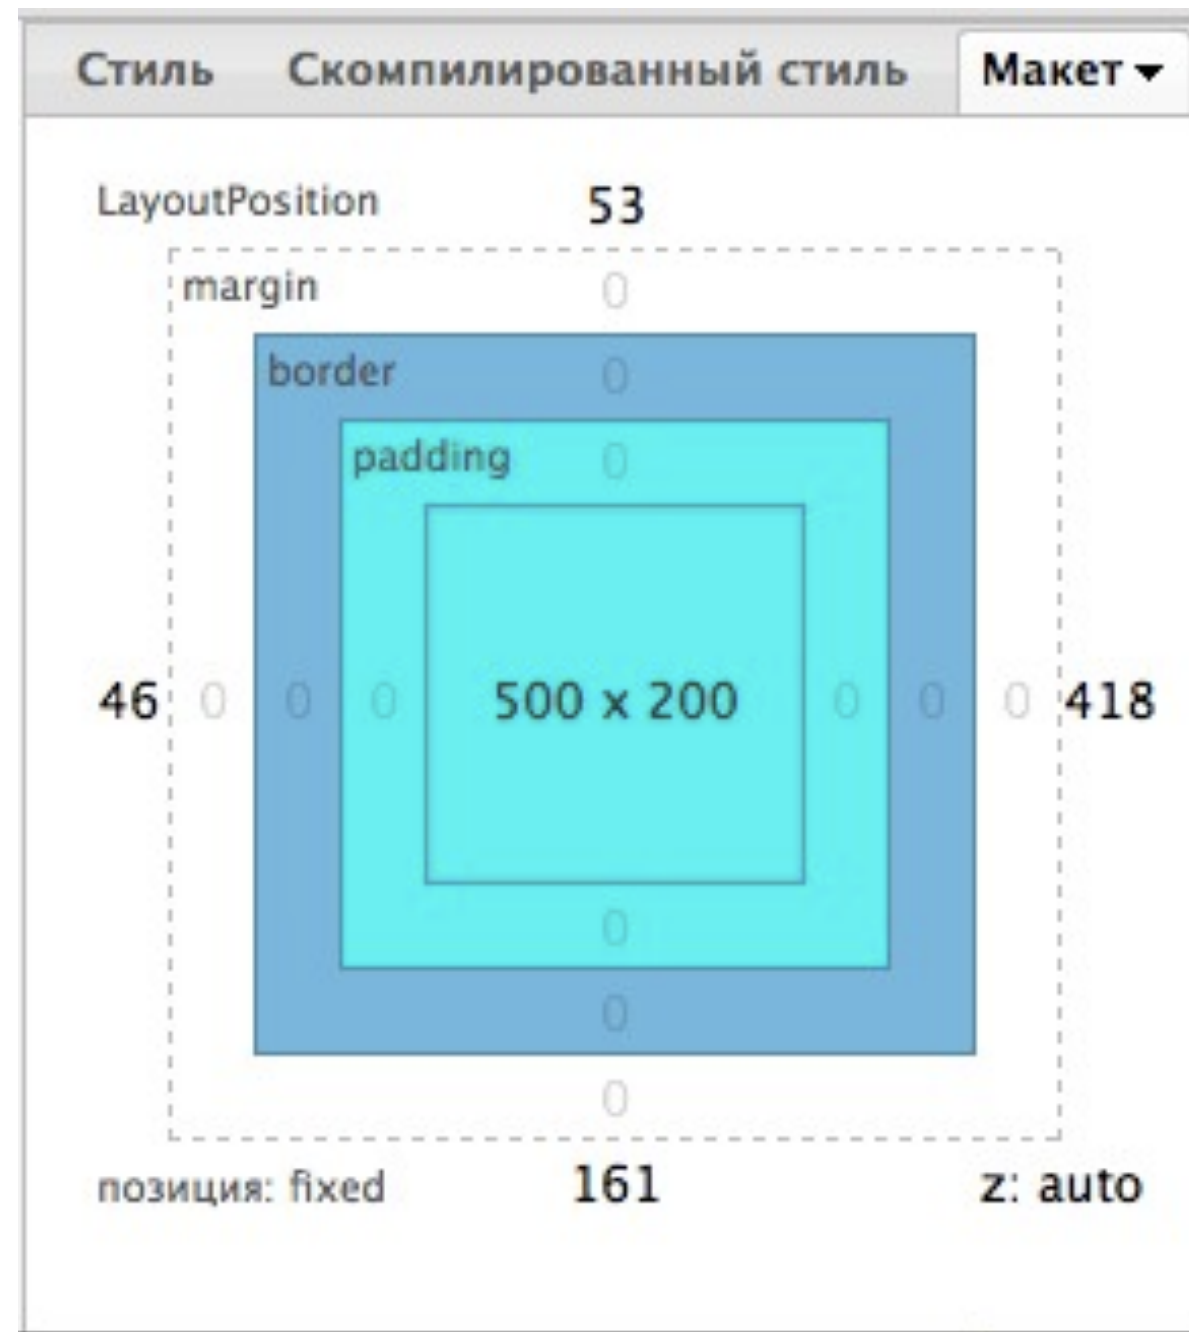 Стиль Скомпилированный стиль Макет
LayoutPosition 53
margin 0
border 0
padding 0
46 0 0 0 500 x 200 0 0 0 418
0
0
0
позиция: fixed 161 z: auto